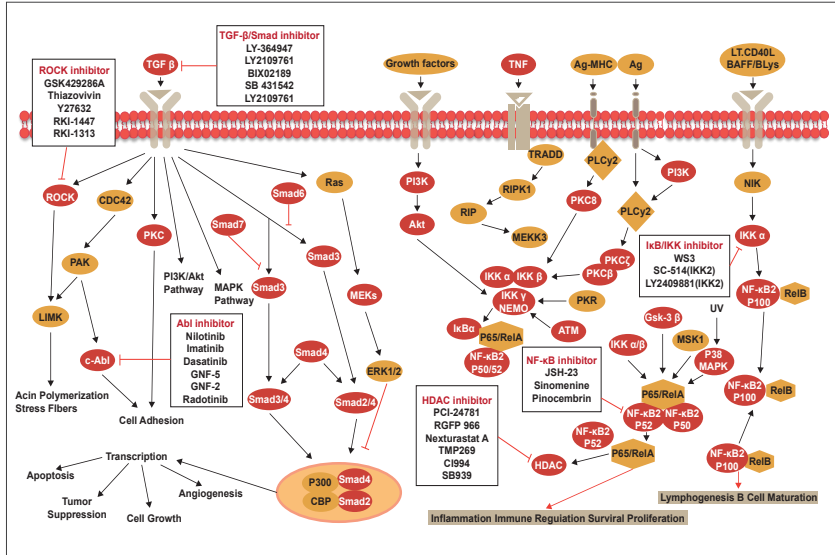 TGF-β/Smad inhibitor
LY-364947
LY2109761
BIX02189
SB 431542
LY2109761
ROCK inhibitor
GSK429286A
Thiazovivin
Y27632
RKI-1447
RKI-1313
TGF β
Growth factors
TNF
Ag-MHC
Ag
LT.CD40L
BAFF/BLys
ROCK
CDC42
PKC
PAK
LIMK
c-Abl
PI3K/Akt
Pathway
MAPK
Pathway
Smad7
Smad6
Smad3
Smad3
Ras
MEKs
ERK1/2
Smad4
Smad3/4
Smad2/4
Abl inhibitor
Nilotinib
Imatinib
Dasatinib
GNF-5
GNF-2
Radotinib
Acin Polymerization
Stress FIbers
Cell Adhesion
Transcription
Apoptosis
Tumor
Suppression
Cell Growth
Angiogenesis
P300
Smad4
CBP
Smad2
PI3K
Akt
TRADD
RIPK1
RIP
MEKK3
PLCy2
PKC8
PI3K
PLCy2
PKCζ
PKCβ
IKK α
IKK β
IKK γ
NEMO
PKR
ATM
IκBα
P65/RelA
NF-κB2
P50/52
NIK
IKK α
IκB/IKK inhibitor
WS3
SC-514(IKK2)
LY2409881(IKK2)
NF-κB2
P100
RelB
UV
Gsk-3 β
MSK1
P38
MAPK
IKK α/β
P65/RelA
NF-κB2
P52
NF-κB2
P50
NF-κB inhibitor
JSH-23
Sinomenine
Pinocembrin
HDAC inhibitor
PCI-24781
RGFP 966
Nexturastat A
TMP269
CI994
SB939
HDAC
NF-κB2
P52
P65/RelA
NF-κB2
P100
RelB
NF-κB2
P100
RelB
Lymphogenesis B Cell Maturation
Inflammation Immune Regulation Surviral Proliferation